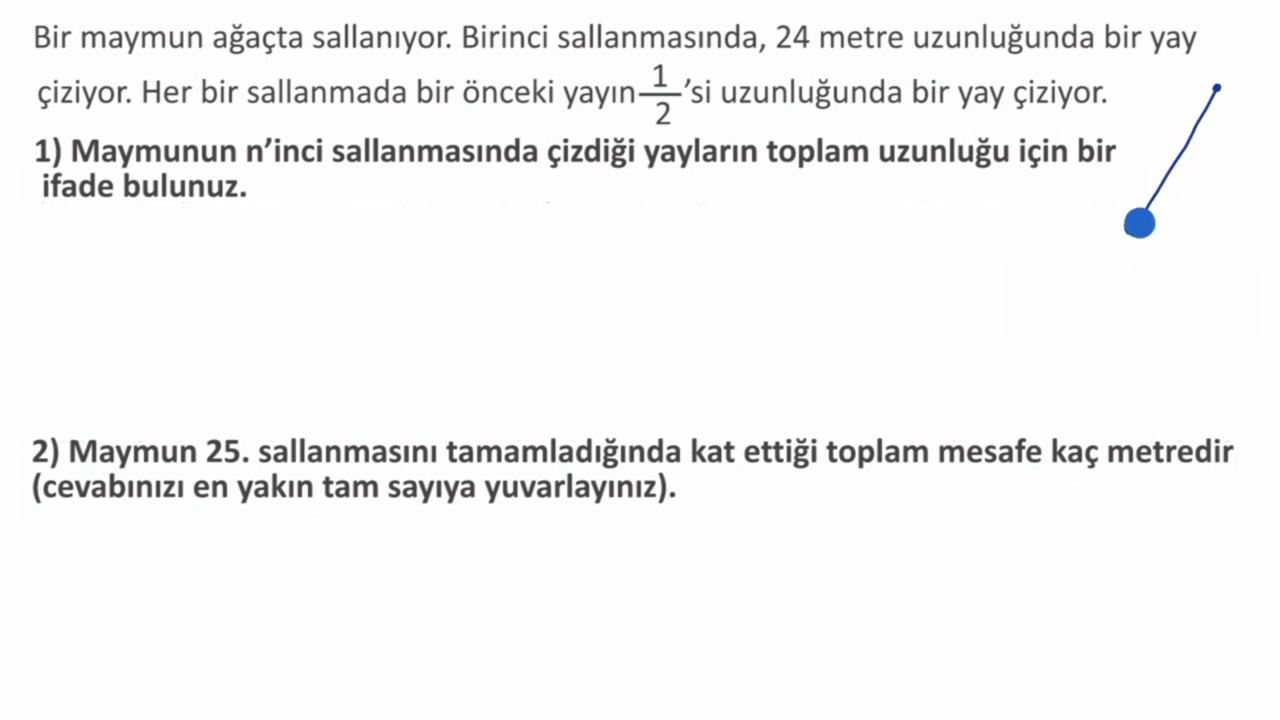 Bir maymun ağaçta sallanıyor. Birinci sallanmasında, 24 metre uzunluğunda bir yay
çiziyor. Her bir sallanmada bir önceki yayın 1/2 'si uzunluğunda bir yay çiziyor.
1) Maymunun n'inci sallanmasında çizdiği yayların toplam uzunluğu için bir
ifade bulunuz.
2) Maymun 25. sallanmasını tamamladığında kat ettiği toplam mesafe kaç metredir
(cevabınızı en yakın tam sayıya yuvarlayınız).